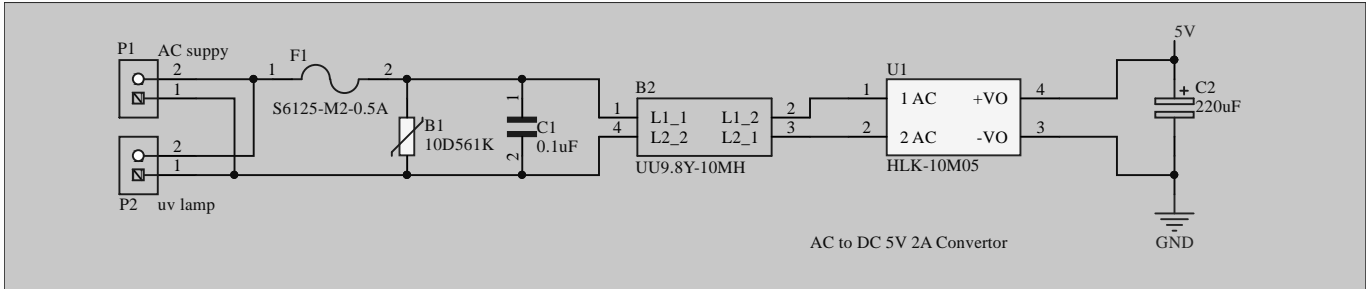 5V
P1 AC suppy
F1
2 1 2
1
S6125-M2-0.5A
B1
10D561K
1
C1
0.1uF
2
B2
1 L1_1 L1_2 2
4 L2_2 L2_1 3
UU9.8Y-10MH
U1
1 1 AC +VO 4
2 2 AC -VO 3
HLK-10M05
+ C2
220uF
2
1
P2 uv lamp
GND
AC to DC 5V 2A Convertor